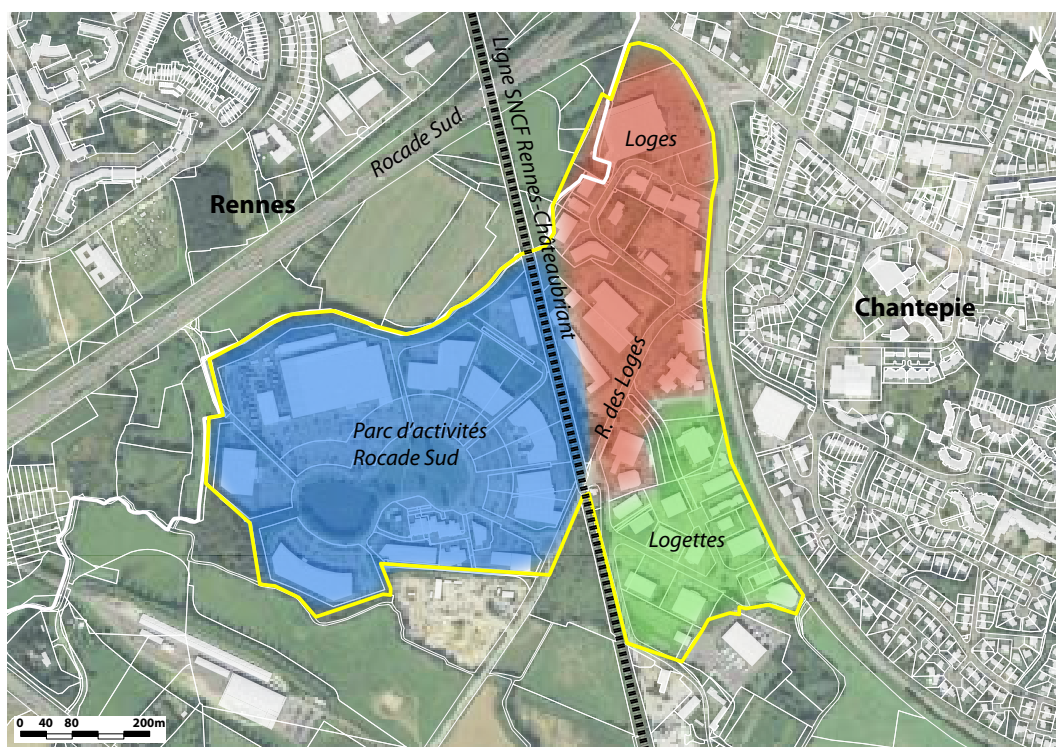 N
Ligne SNCF Rennes-Châteaubriant
Rocade Sud
Loges
Rennes
Chantepie
R. des Loges
Parc d'activités
Rocade Sud
Logettes
0 40 80 200m